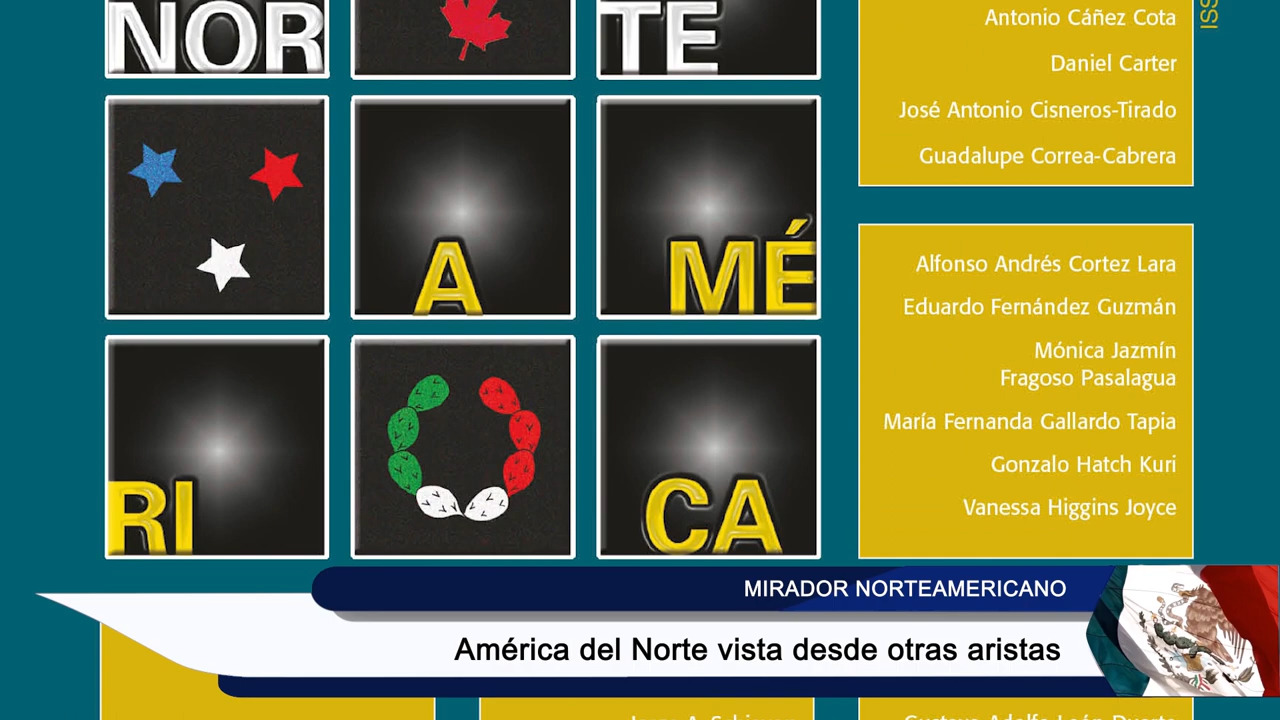 NOR
TE
A
MÉ
RI
CA
Antonio Cáñez Cota
Daniel Carter
José Antonio Cisneros-Tirado
Guadalupe Correa-Cabrera
ISS
Alfonso Andrés Cortez Lara
Eduardo Fernández Guzmán
Mónica Jazmín
Fragoso Pasalagua
María Fernanda Gallardo Tapia
Gonzalo Hatch Kuri
Vanessa Higgins Joyce
MIRADOR NORTEAMERICANO
América del Norte vista desde otras aristas